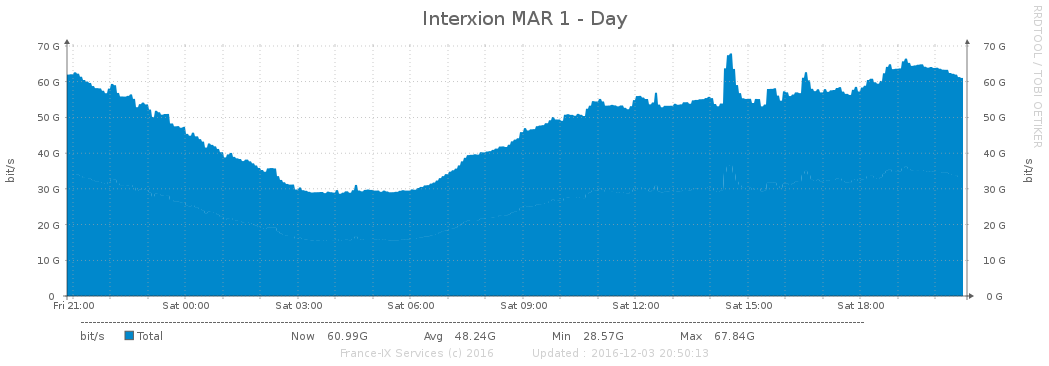 Interxion MAR 1 - Day
RRDTOOL / TOBI OETIKER
bit/s
70 G 70 G
60 G 60 G
50 G 50 G
40 G 40 G
30 G 30 G
20 G 20 G
10 G 10 G
0 0 G
bit/s
Fri 21:00 Sat 00:00 Sat 03:00 Sat 06:00 Sat 09:00 Sat 12:00 Sat 15:00 Sat 18:00
bit/s Total Now 60.99G Avg 48.24G Min 28.57G Max 67.84G
France-IX Services (c) 2016 Updated : 2016-12-03 20:50:13